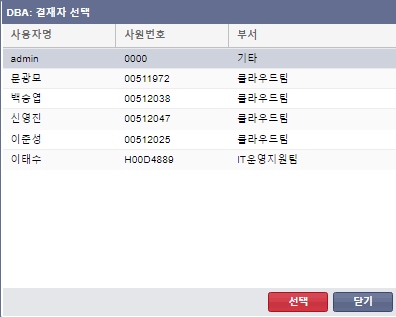 DBA: 결재자 선택
사용자명 사원번호 부서
admin 0000 기타
문광모 00511972 클라우드팀
백승엽 00512038 클라우드팀
신영진 00512047 클라우드팀
이준성 00512025 클라우드팀
이태수 H00D4889 IT운영지원팀
선택 닫기